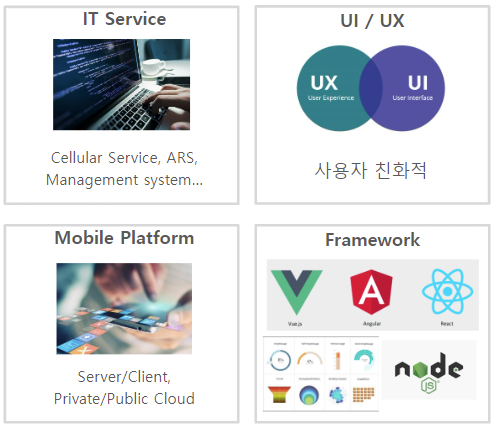 IT Service
Cellular Service, ARS,
Management system...
UI / UX
UX
User Experience
UI
User Interface
사용자 친화적
Mobile Platform
Server/Client,
Private/Public Cloud
Framework
Vue.js
Angular
React
node
JS